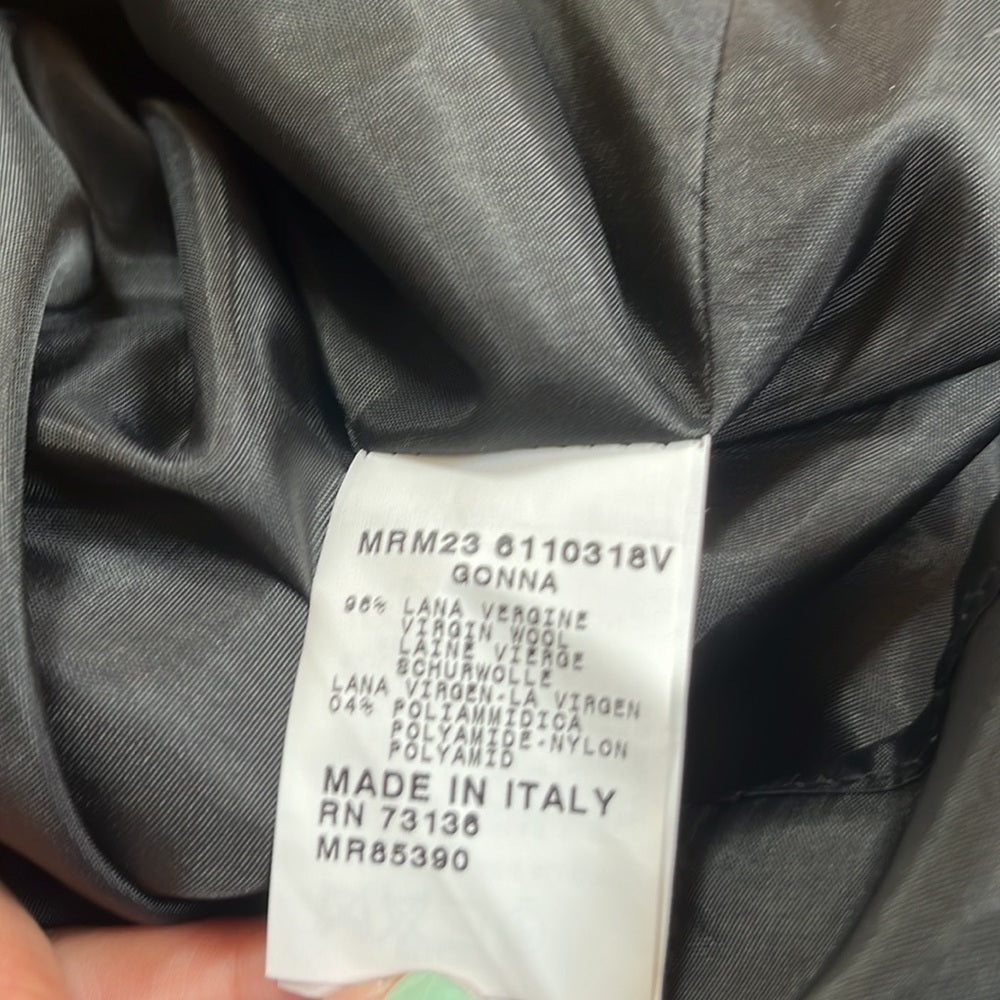 MRM23 6110318V
GONNA
96% LANA VERGINE
VIRGIN WOOL
LAINE VIERGE
SCHURWOLLE
LANA VIRGEN-LA VIRGEN
04% POLIAMMIDICA
POLYAMIDE-NYLON
POLYAMID
MADE IN ITALY
RN 73136
MR85390